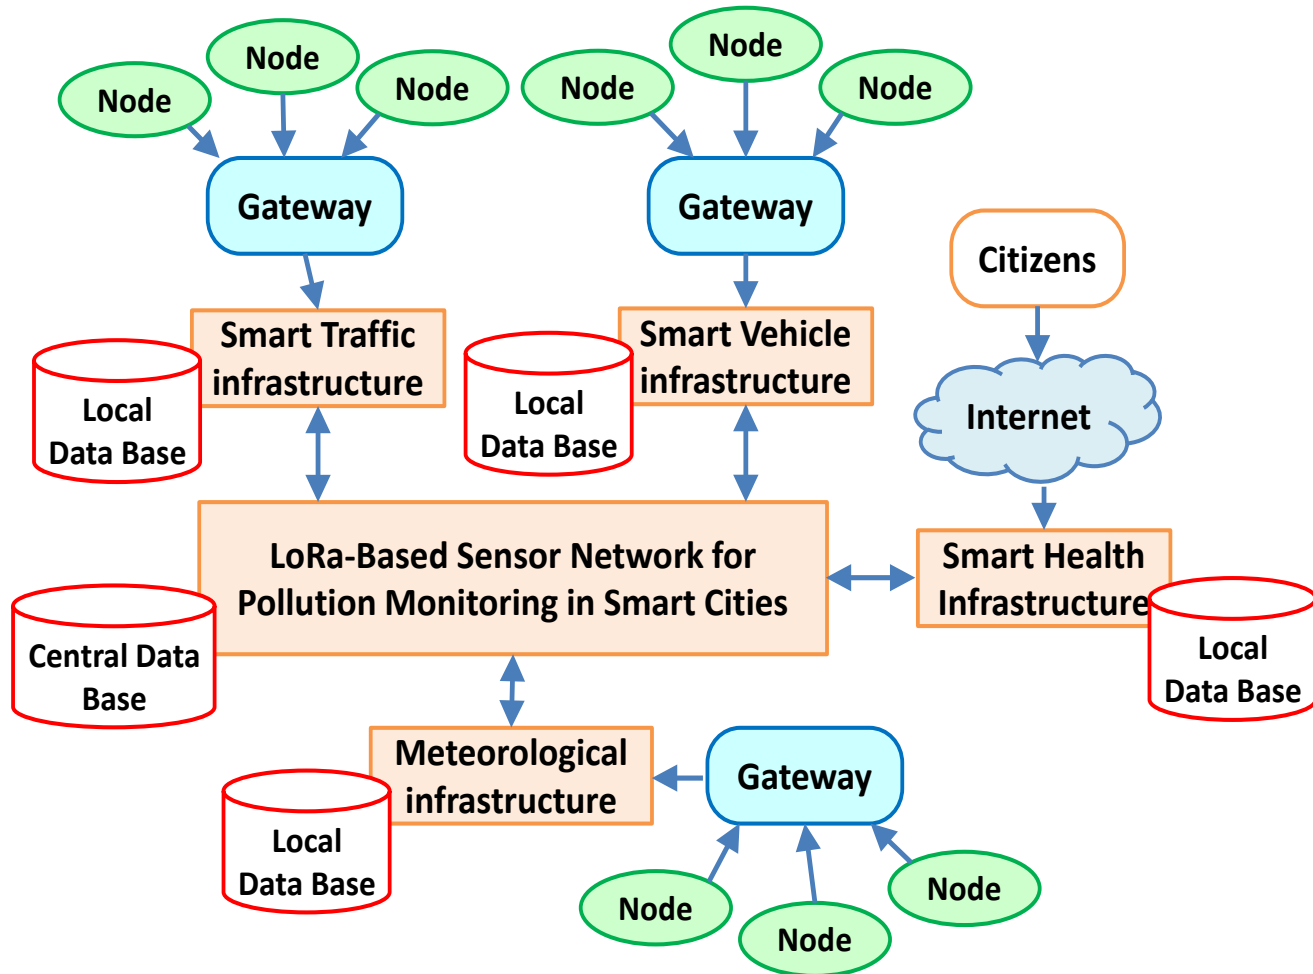 Node
Node
Node
Node
Node
Node
Gateway
Gateway
Citizens
Smart Traffic
infrastructure
Smart Vehicle
infrastructure
Local
Data Base
Local
Data Base
Internet
LoRa-Based Sensor Network for
Pollution Monitoring in Smart Cities
Smart Health
Infrastructure
Central Data
Base
Local
Data Base
Meteorological
infrastructure
Gateway
Local
Data Base
Node
Node
Node